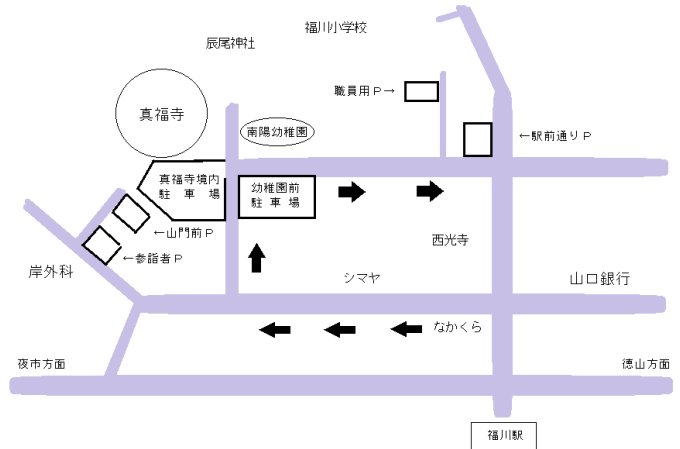 福川小学校
辰尾神社
職員用P→
真福寺
南陽幼稚園
←駅前通りP
真福寺境内
駐車場
幼稚園前
駐車場
←山門前P
西光寺
←参詣者P
岸外科
シマヤ
山口銀行
なかくら
夜市方面
徳山方面
福川駅